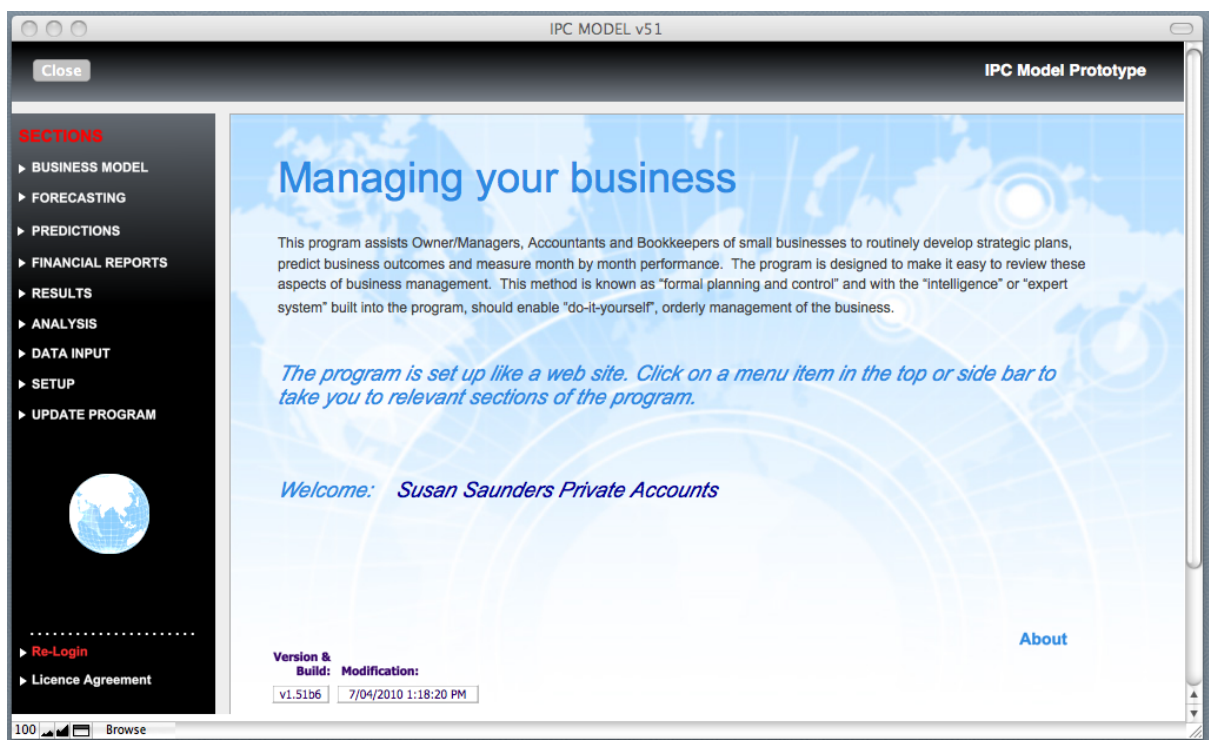 IPC MODEL v51
Close
IPC Model Prototype
SECTIONS
BUSINESS MODEL
FORECASTING
PREDICTIONS
FINANCIAL REPORTS
RESULTS
ANALYSIS
DATA INPUT
SETUP
UPDATE PROGRAM
Re-Login
Licence Agreement
Managing your business
This program assists Owner/Managers, Accountants and Bookkeepers of small businesses to routinely develop strategic plans,
predict business outcomes and measure month by month performance. The program is designed to make it easy to review these
aspects of business management. This method is known as "formal planning and control" and with the "intelligence" or "expert
system" built into the program, should enable "do-it-yourself", orderly management of the business.
The program is set up like a web site. Click on a menu item in the top or side bar to
take you to relevant sections of the program.
Welcome: Susan Saunders Private Accounts
About
Version &
Build: Modification:
v1.51b6 7/04/2010 1:18:20 PM
100 Browse